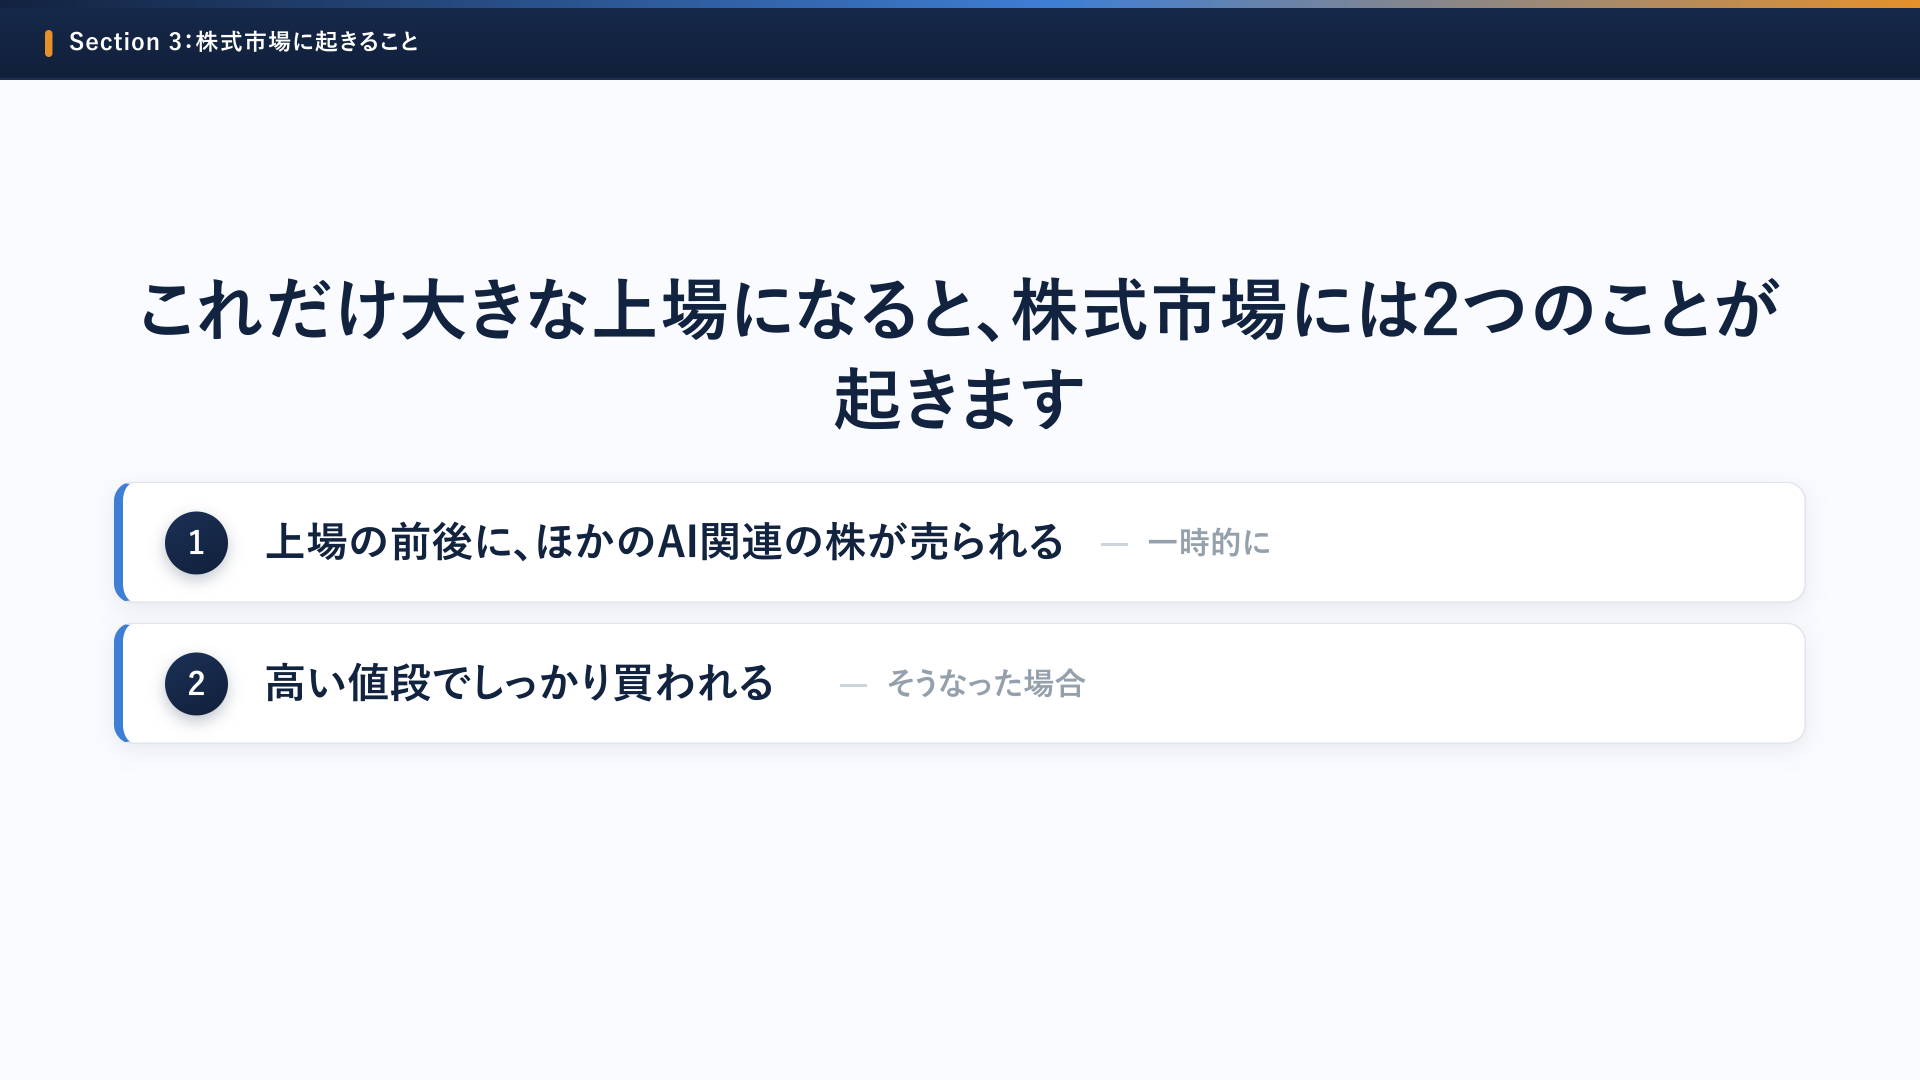 Section 3：株式市場に起きること
これだけ大きな上場になると、株式市場には2つのことが
起きます
1 上場の前後に、ほかのAI関連の株が売られる — 一時的に
2 高い値段でしっかり買われる — そうなった場合